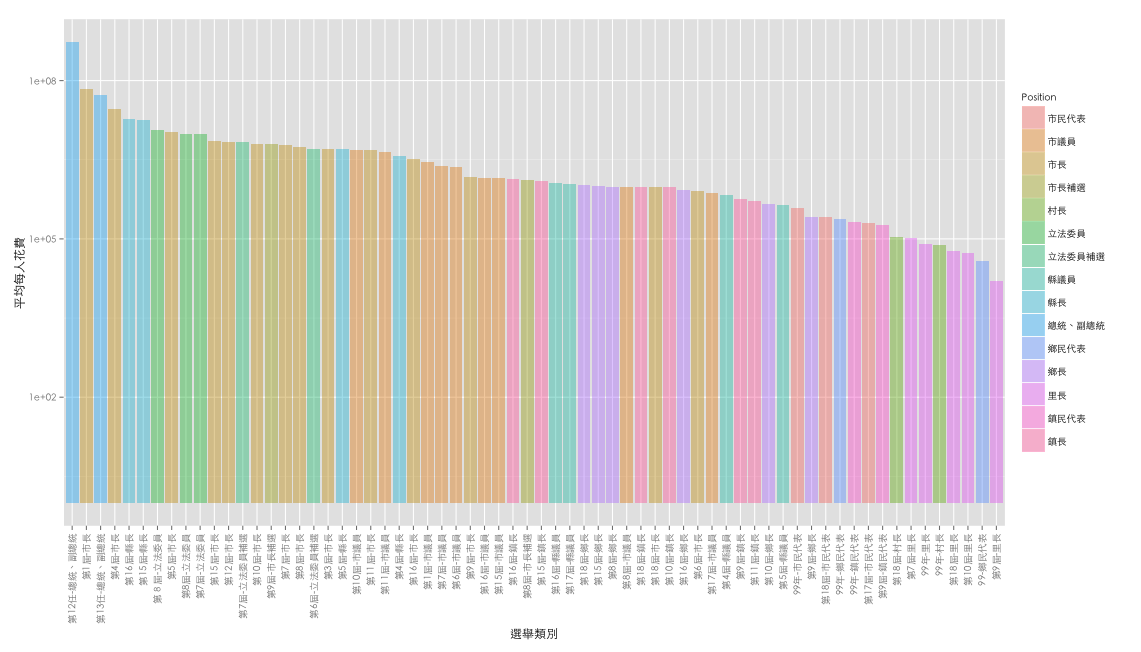 1e+08
1e+05
1e+02
平均每人花費
第12任-總統、副總統
第1屆-市長
第13任-總統、副總統
第4屆-市長
第16屆-縣長
第15屆-縣長
第 8 屆-立法委員
第5屆-市長
第8屆-立法委員
第7屆-立法委員
第15屆-市長
第12屆-市長
第7屆-立法委員補選
第10屆-市長
第9屆-市長補選
第7屆-市長
第8屆-市長
第6屆-立法委員補選
第3屆-市長
第5屆-縣長
第10屆-市議員
第11屆-市長
第11屆-市議員
第4屆-縣長
第16屆-市長
第1屆-市議員
第7屆-市議員
第6屆-市議員
第9屆-市長
第16屆-市議員
第15屆-市議員
第16屆-鎮長
第8屆-市長補選
第15屆-鎮長
第16屆-縣議員
第17屆-縣議員
第18屆-鄉長
第15屆-鄉長
第8屆-鄉長
第8屆-市議員
第18屆-鎮長
第18屆-市長
第10屆-鎮長
第16屆-鄉長
第6屆-市長
第17屆-市議員
第4屆-縣議員
第9屆-鎮長
第11屆-鎮長
第10屆-鄉長
第5屆-縣議員
99年-市民代表
第9屆-鄉長
第18屆-市民代表
99年-鄉民代表
99年-鎮民代表
第17屆-市民代表
第9屆-鎮民代表
第18屆-村長
第7屆-里長
99年-里長
99年-村長
第18屆-里長
第10屆-里長
99-鄉民代表
第9屆-里長
選舉類別
Position
市民代表
市議員
市長
市長補選
村長
立法委員
立法委員補選
縣議員
縣長
總統、副總統
鄉民代表
鄉長
里長
鎮民代表
鎮長